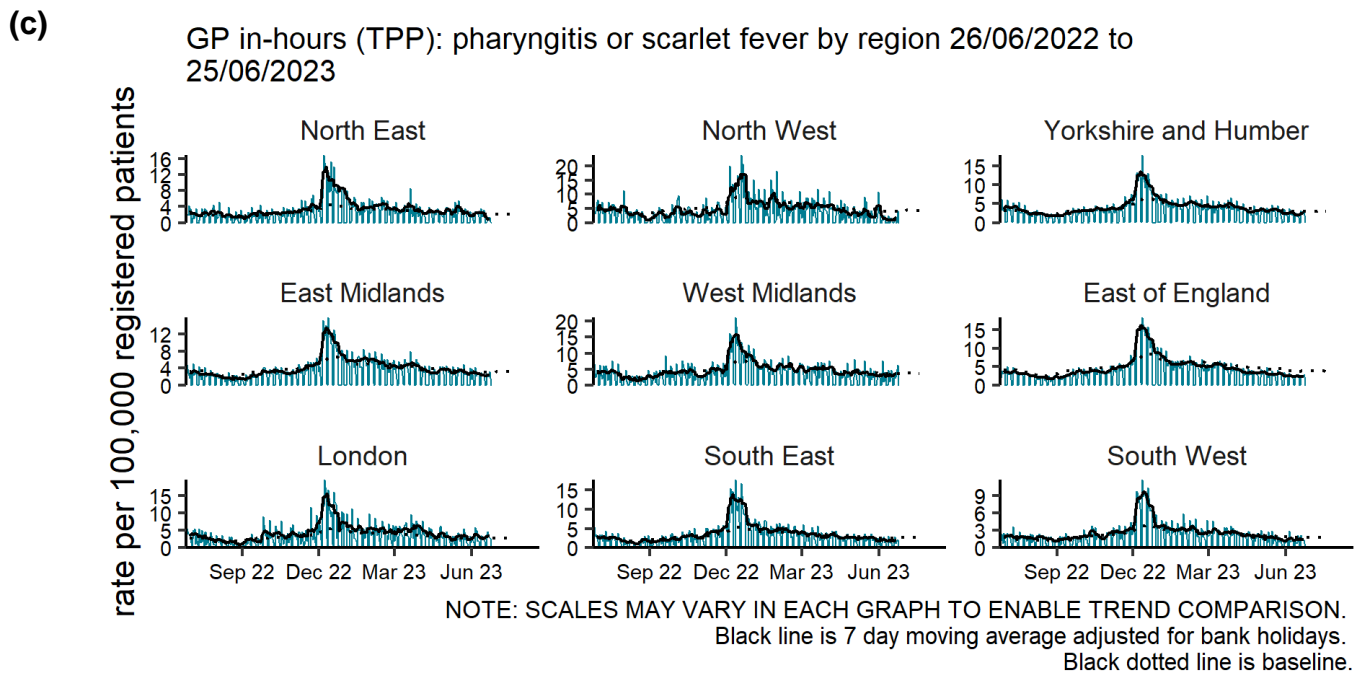 (c)
GP in-hours (TPP): pharyngitis or scarlet fever by region 26/06/2022 to
25/06/2023
rate per 100,000 registered patients
North East
16
12
8
4
0
North West
20
15
10
5
0
Yorkshire and Humber
15
10
5
0
East Midlands
12
8
4
0
West Midlands
20
15
10
5
0
East of England
15
10
5
0
London
15
10
5
0
South East
15
10
5
0
South West
9
6
3
0
Sep 22 Dec 22 Mar 23 Jun 23
Sep 22 Dec 22 Mar 23 Jun 23
Sep 22 Dec 22 Mar 23 Jun 23
NOTE: SCALES MAY VARY IN EACH GRAPH TO ENABLE TREND COMPARISON.
Black line is 7 day moving average adjusted for bank holidays.
Black dotted line is baseline.